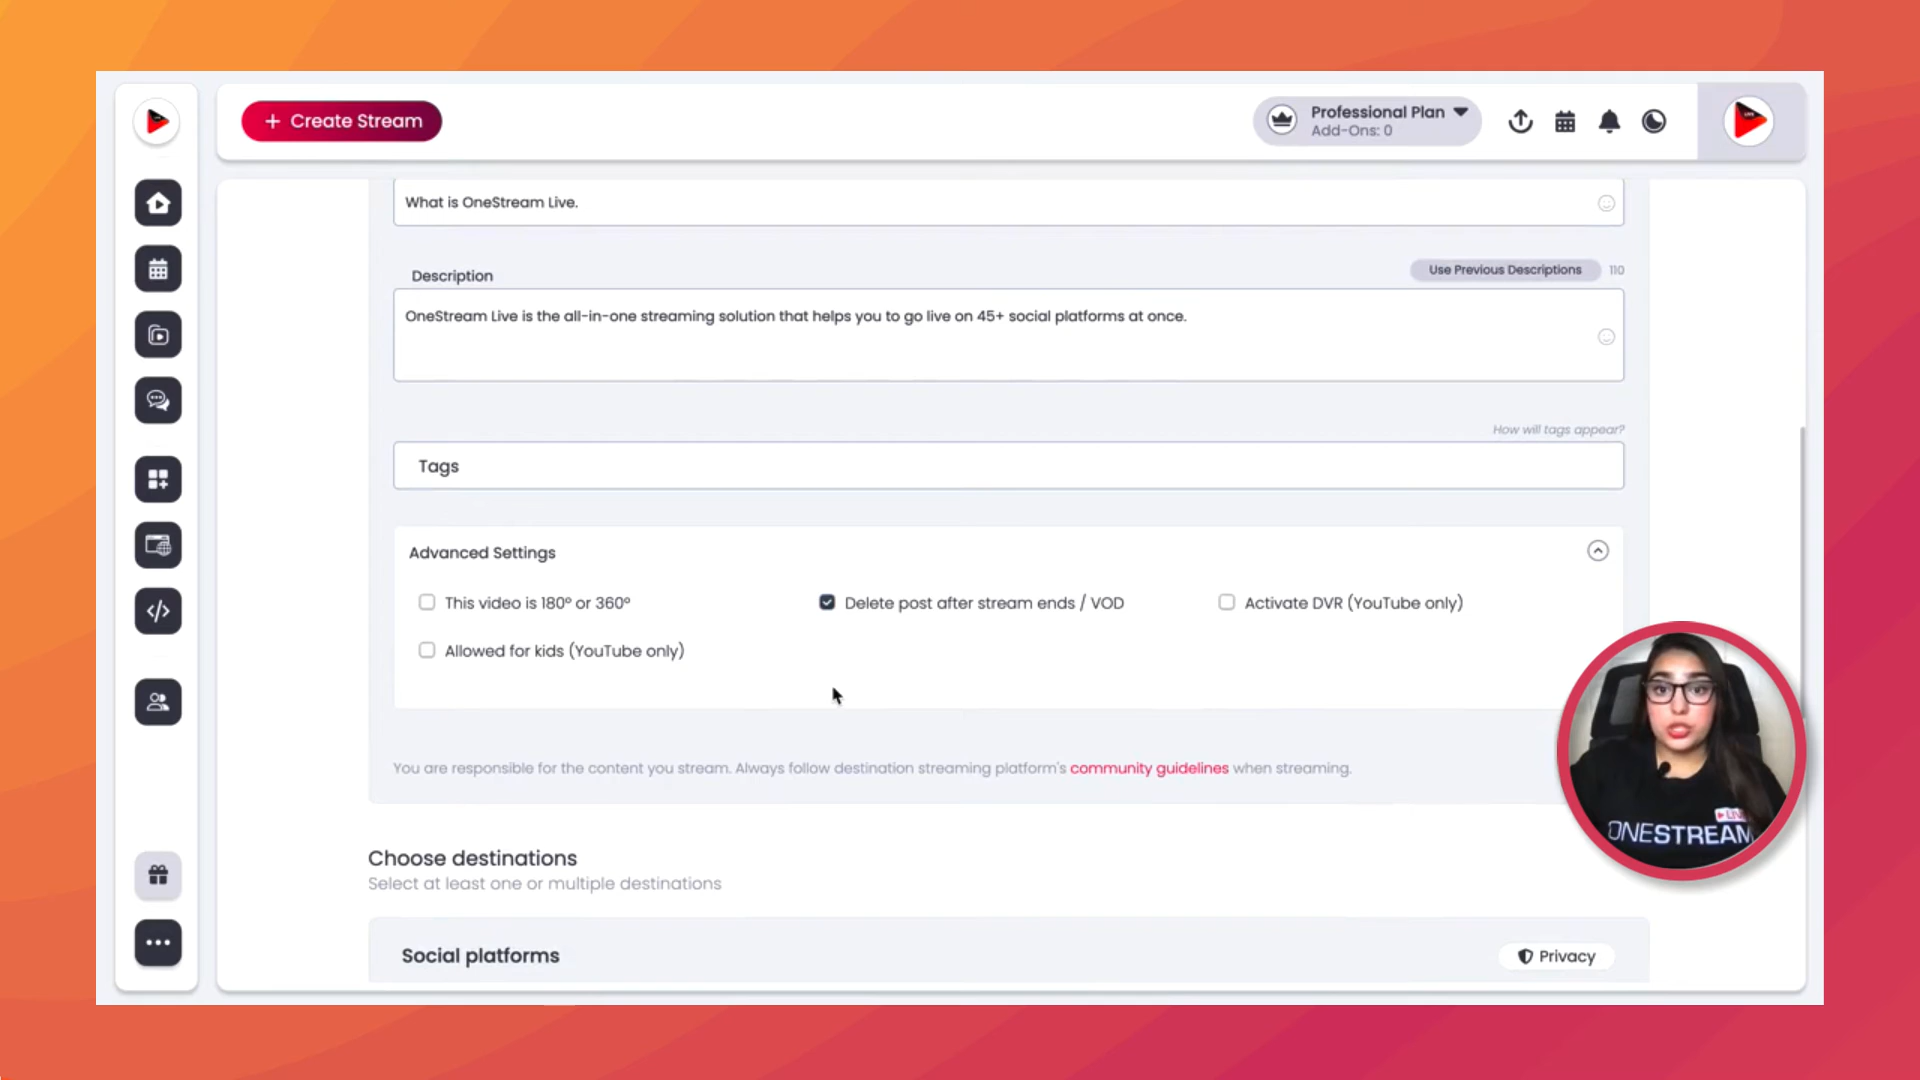 + Create Stream
Professional Plan
Add-Ons: 0
What is OneStream Live.
Description
Use Previous Descriptions
110
OneStream Live is the all-in-one streaming solution that helps you to go live on 45+ social platforms at once.
How will tags appear?
Tags
Advanced Settings
This video is 180º or 360º
Delete post after stream ends / VOD
Activate DVR (YouTube only)
Allowed for kids (YouTube only)
You are responsible for the content you stream. Always follow destination streaming platform's community guidelines when streaming.
ONESTREAM
Choose destinations
Select at least one or multiple destinations
Social platforms
Privacy